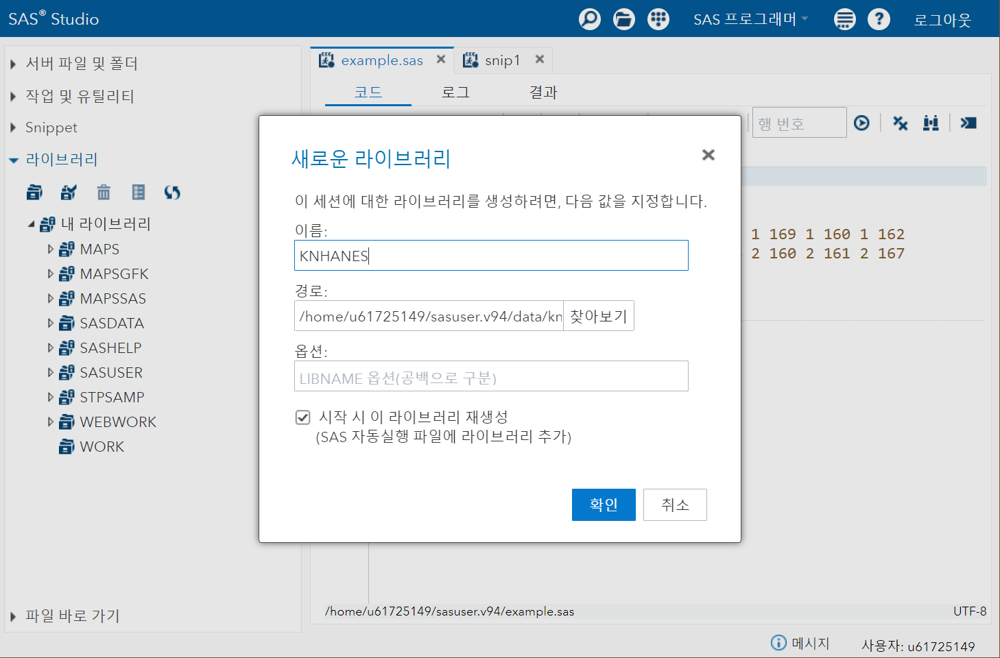 SAS® Studio
SAS 프로그래머
로그아웃
서버 파일 및 폴더
작업 및 유틸리티
Snippet
라이브러리
내 라이브러리
MAPS
MAPSGFK
MAPSSAS
SASDATA
SASHELP
SASUSER
STPSAMP
WEBWORK
WORK
파일 바로 가기
example.sas
snip1
코드
로그
결과
행 번호
1 169 1 160 1 162
2 160 2 161 2 167
새로운 라이브러리
이 세션에 대한 라이브러리를 생성하려면, 다음 값을 지정합니다.
이름:
KNHANES
경로:
/home/u61725149/sasuser.v94/data/kn
찾아보기
옵션:
LIBNAME 옵션(공백으로 구분)
시작 시 이 라이브러리 재생성
(SAS 자동실행 파일에 라이브러리 추가)
확인
취소
/home/u61725149/sasuser.v94/example.sas
UTF-8
메시지
사용자: u61725149